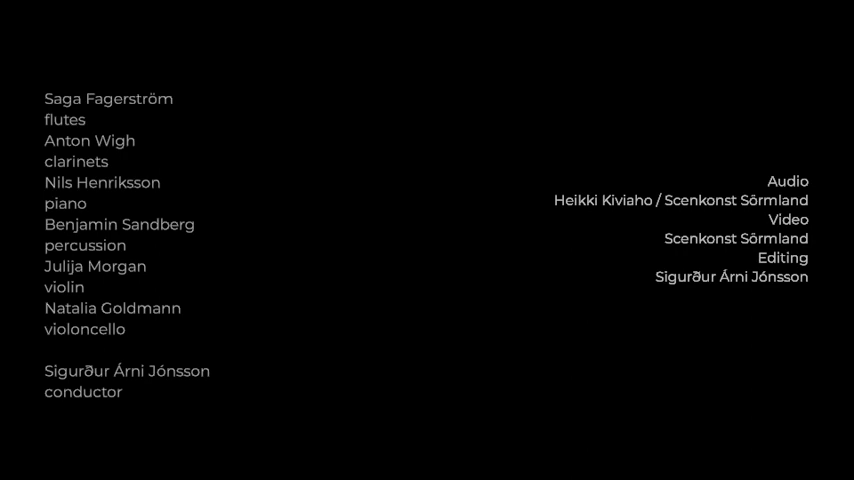 Saga Fagerström
flutes
Anton Wigh
clarinets
Nils Henriksson
piano
Benjamin Sandberg
percussion
Julija Morgan
violin
Natalia Goldmann
violoncello
Sigurður Árni Jónsson
conductor
Audio
Heikki Kiviaho / Scenkonst Sörmland
Video
Scenkonst Sörmland
Editing
Sigurður Árni Jónsson